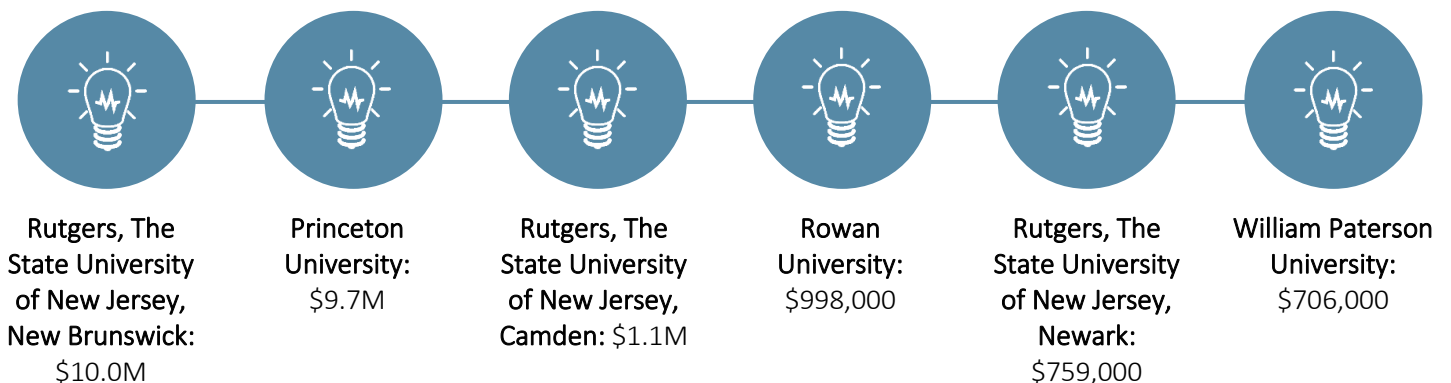 Rutgers, The
State University
of New Jersey,
New Brunswick:
$10.0M
Princeton
University:
$9.7M
Rutgers, The
State University
of New Jersey,
Camden: $1.1M
Rowan
University:
$998,000
Rutgers, The
State University
of New Jersey,
Newark:
$759,000
William Paterson
University:
$706,000